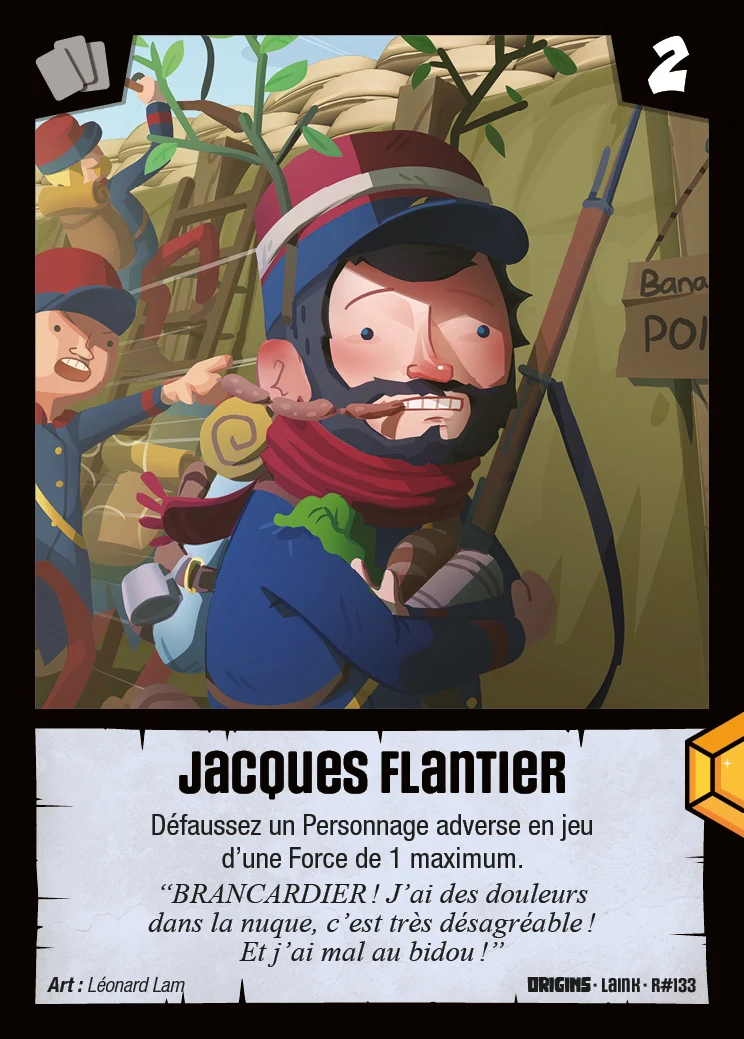 2
Bana
POI
Jacques Flantier
Défaussez un Personnage adverse en jeu
d’une Force de 1 maximum.
“BRANCARDIER ! J’ai des douleurs
dans la nuque, c’est très désagréable !
Et j’ai mal au bidou !”
Art : Léonard Lam
ORIGINS · LAINK · R#133